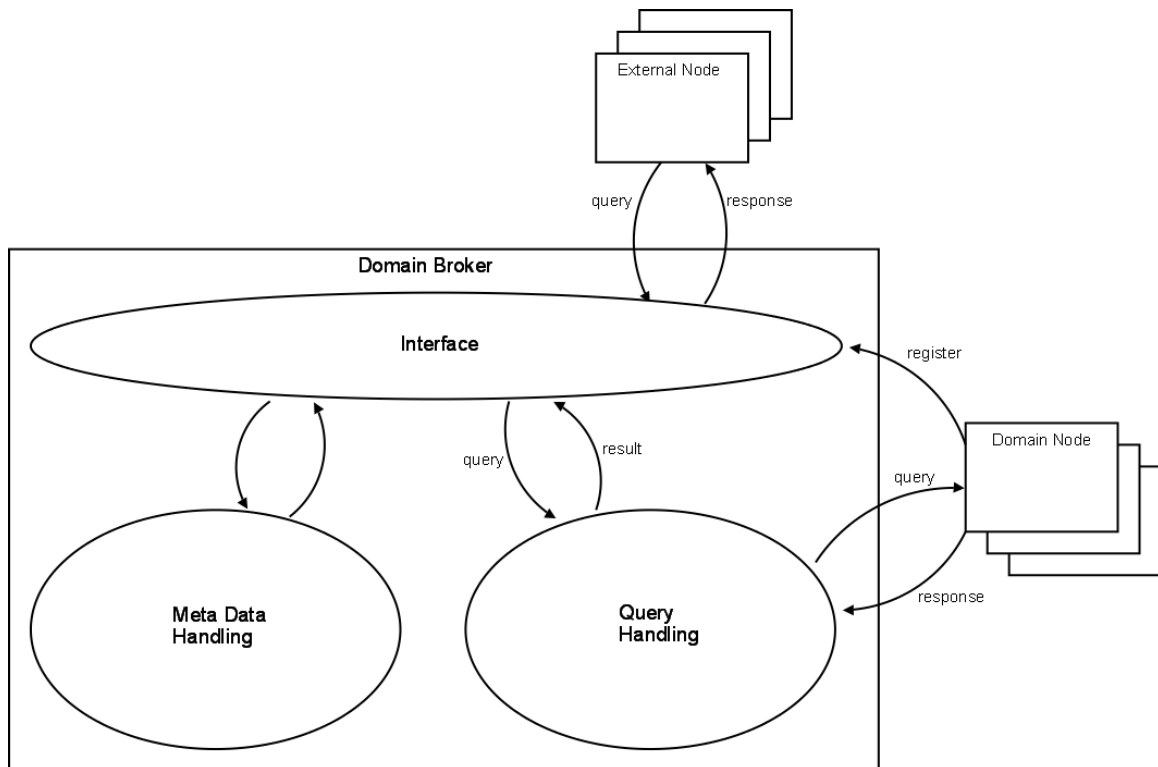 External Node
query
response
Domain Broker
Interface
register
query
result
Domain Node
query
response
Meta Data
Handling
Query
Handling